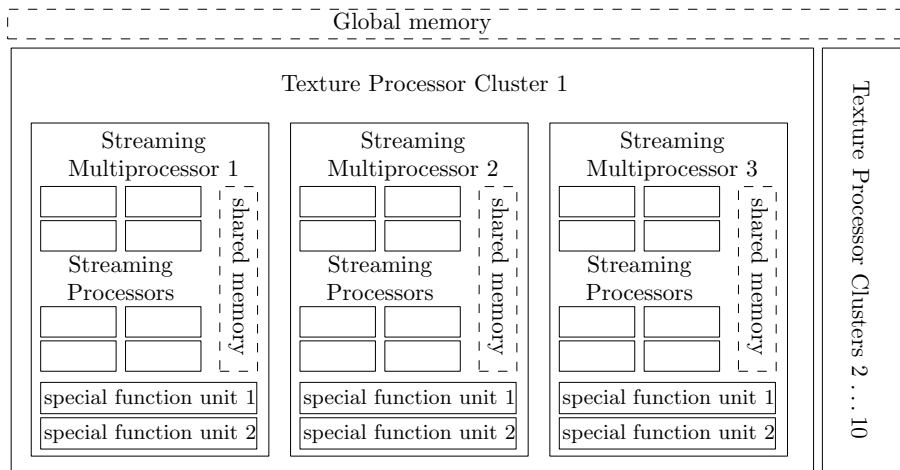 Global memory
Texture Processor Cluster 1
Streaming
Multiprocessor 1
shared memory
Streaming
Processors
special function unit 1
special function unit 2
Streaming
Multiprocessor 2
shared memory
Streaming
Processors
special function unit 1
special function unit 2
Streaming
Multiprocessor 3
shared memory
Streaming
Processors
special function unit 1
special function unit 2
Texture Processor Clusters 2 . . . 10